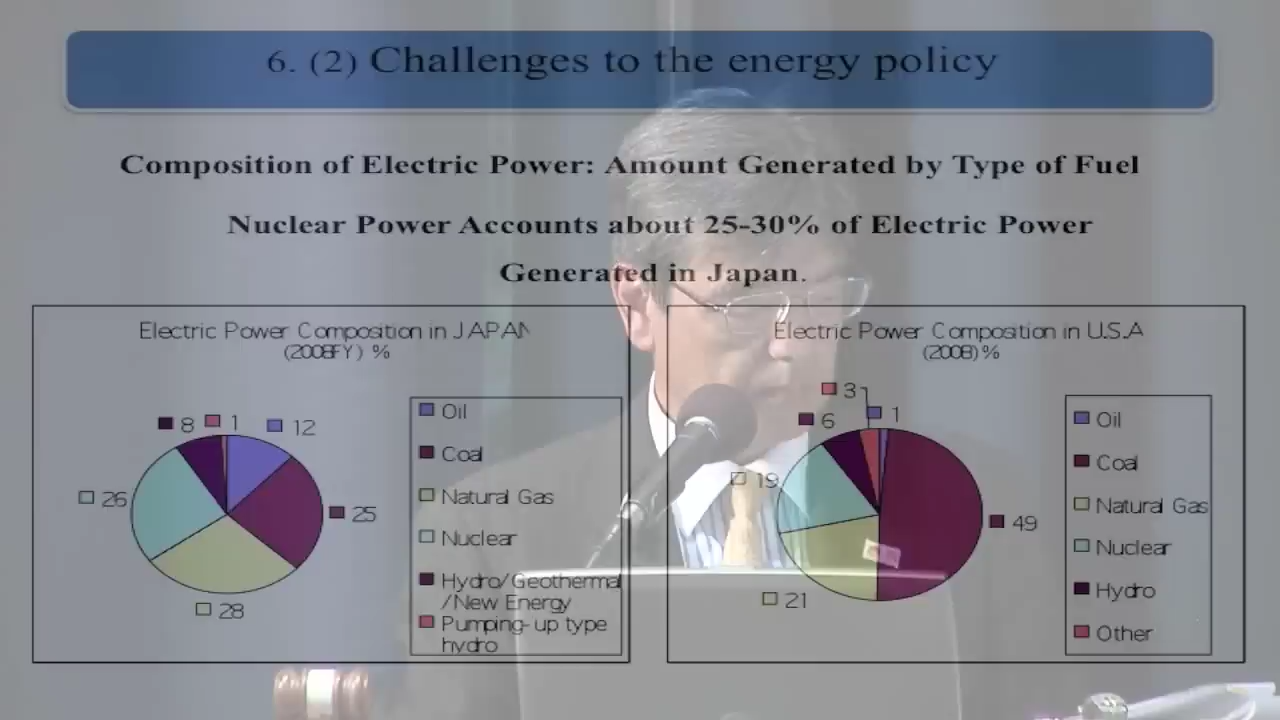 6. (2) Challenges to the energy policy
Composition of Electric Power: Amount Generated by Type of Fuel
Nuclear Power Accounts about 25-30% of Electric Power
Generated in Japan.
Electric Power Composition in JAPAN
(2008FY) %
8
1
12
26
25
28
Oil
Coal
Natural Gas
Nuclear
Hydro/Geothermal
/New Energy
Pumping-up type
hydro
Electric Power Composition in U.S.A
(2008)%
3
1
6
19
49
21
Oil
Coal
Natural Gas
Nuclear
Hydro
Other